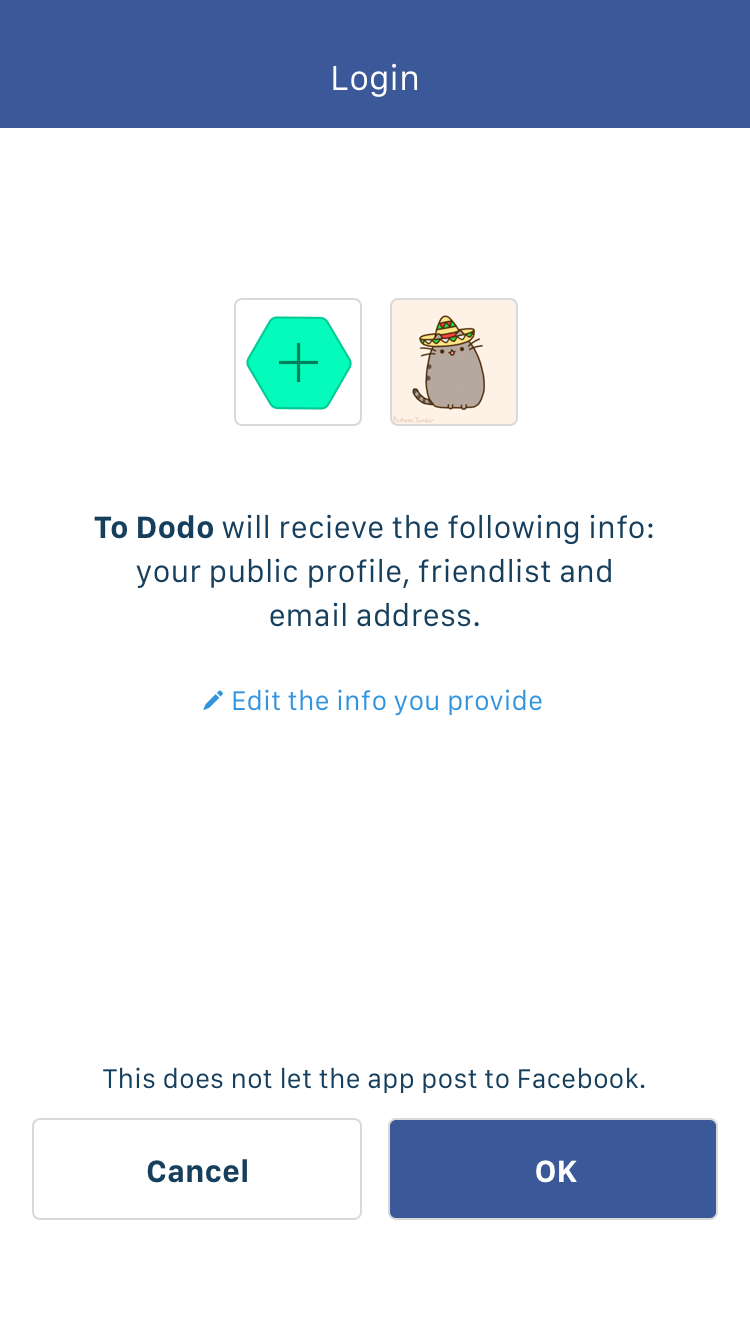 Login
To Dodo will recieve the following info:
your public profile, friendlist and
email address.
Edit the info you provide
This does not let the app post to Facebook.
Cancel
OK